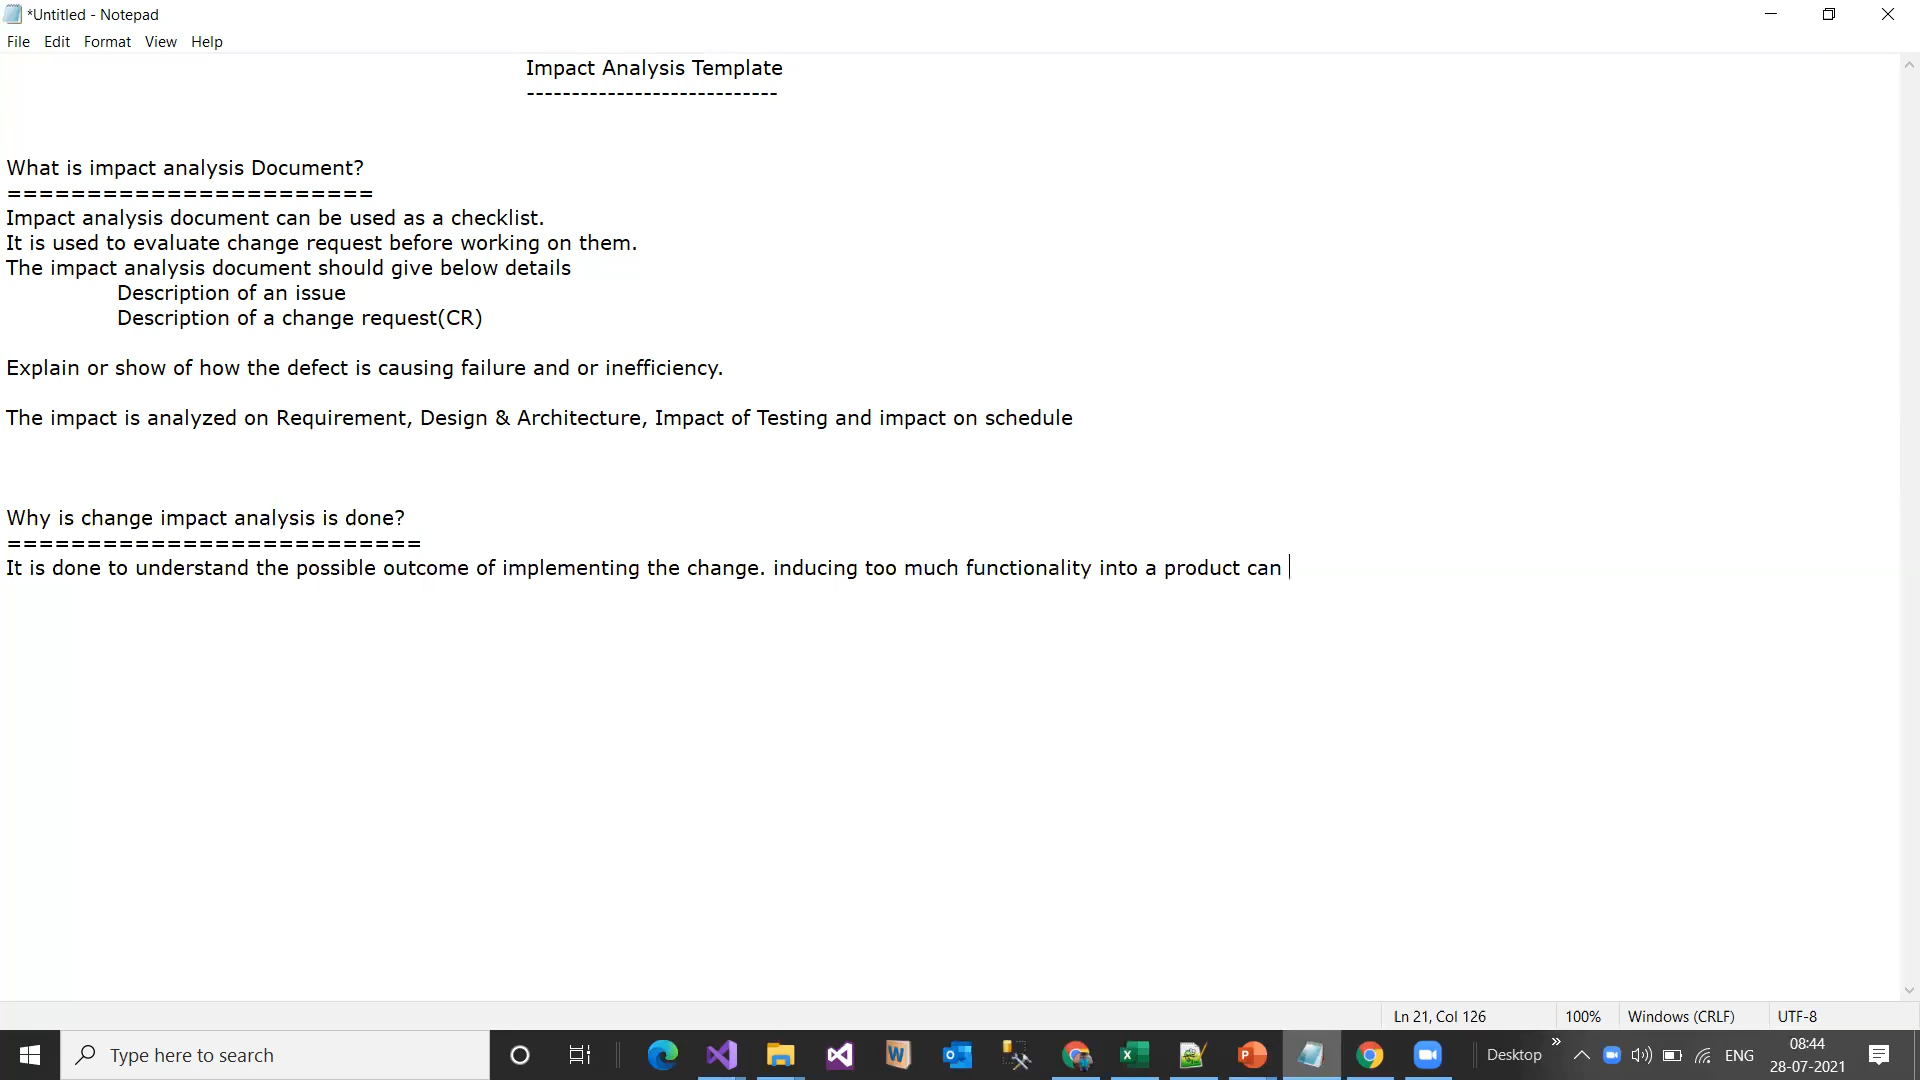 *Untitled - Notepad
File Edit Format View Help
Impact Analysis Template
----------------------------
What is impact analysis Document?
=======================
Impact analysis document can be used as a checklist.
It is used to evaluate change request before working on them.
The impact analysis document should give below details
Description of an issue
Description of a change request(CR)
Explain or show of how the defect is causing failure and or inefficiency.
The impact is analyzed on Requirement, Design & Architecture, Impact of Testing and impact on schedule
Why is change impact analysis is done?
==========================
It is done to understand the possible outcome of implementing the change. inducing too much functionality into a product can
Ln 21, Col 126 100% Windows (CRLF) UTF-8
Type here to search
Desktop
ENG
08:44
28-07-2021